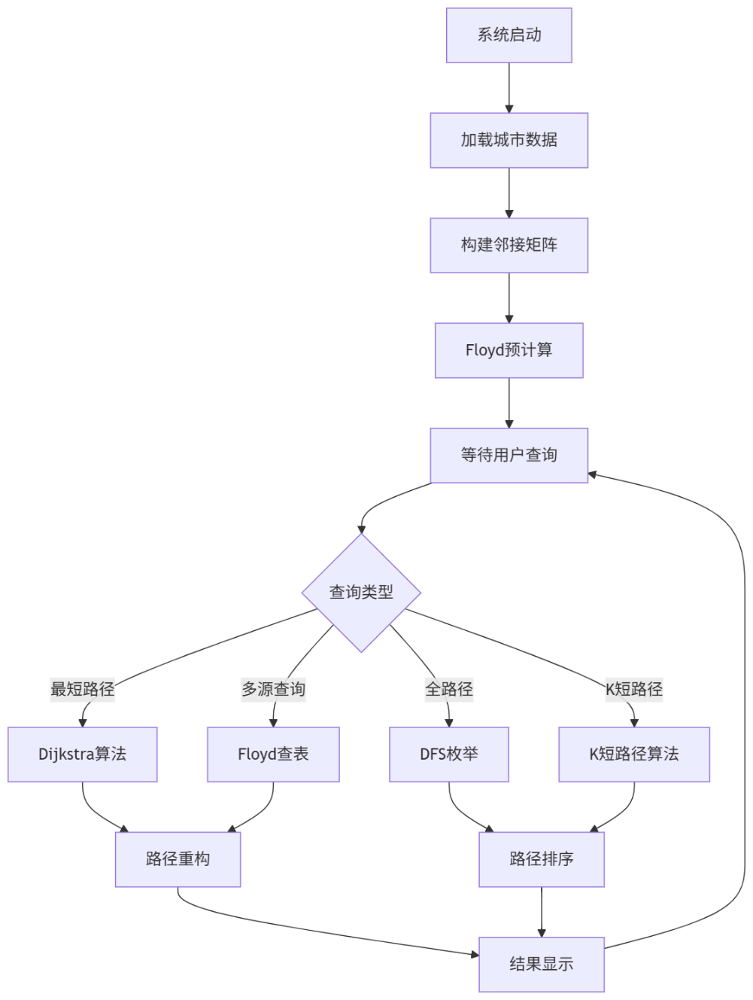 系统启动
加载城市数据
构建邻接矩阵
Floyd预计算
等待用户查询
查询类型
最短路径
多源查询
全路径
K短路径
Dijkstra算法
Floyd查表
DFS枚举
K短路径算法
路径重构
路径排序
结果显示